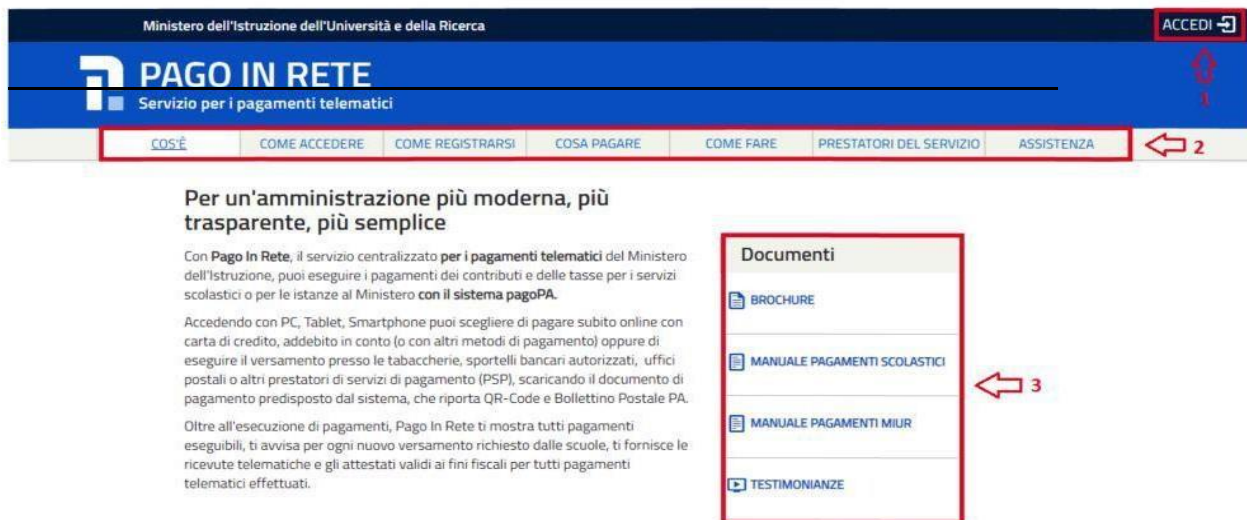 Ministero dell'Istruzione dell'Università e della Ricerca
ACCEDI
PAGO IN RETE
Servizio per i pagamenti telematici
1
COS'È COME ACCEDERE COME REGISTRARSI COSA PAGARE COME FARE PRESTATORI DEL SERVIZIO ASSISTENZA
2
Per un'amministrazione più moderna, più
trasparente, più semplice
Con Pago In Rete, il servizio centralizzato per i pagamenti telematici del Ministero
dell'Istruzione, puoi eseguire i pagamenti dei contributi e delle tasse per i servizi
scolastici o per le istanze al Ministero con il sistema pagoPA.
Accedendo con PC, Tablet, Smartphone puoi scegliere di pagare subito online con
carta di credito, addebito in conto (o con altri metodi di pagamento) oppure di
eseguire il versamento presso le tabaccherie, sportelli bancari autorizzati, uffici
postali o altri prestatori di servizi di pagamento (PSP), scaricando il documento di
pagamento predisposto dal sistema, che riporta QR-Code e Bollettino Postale PA.
Oltre all'esecuzione di pagamenti, Pago In Rete ti mostra tutti pagamenti
eseguibili, ti avvisa per ogni nuovo versamento richiesto dalle scuole, ti fornisce le
ricevute telematiche e gli attestati validi ai fini fiscali per tutti pagamenti
telematici effettuati.
Documenti
BROCHURE
MANUALE PAGAMENTI SCOLASTICI
3
MANUALE PAGAMENTI MIUR
TESTIMONIANZE